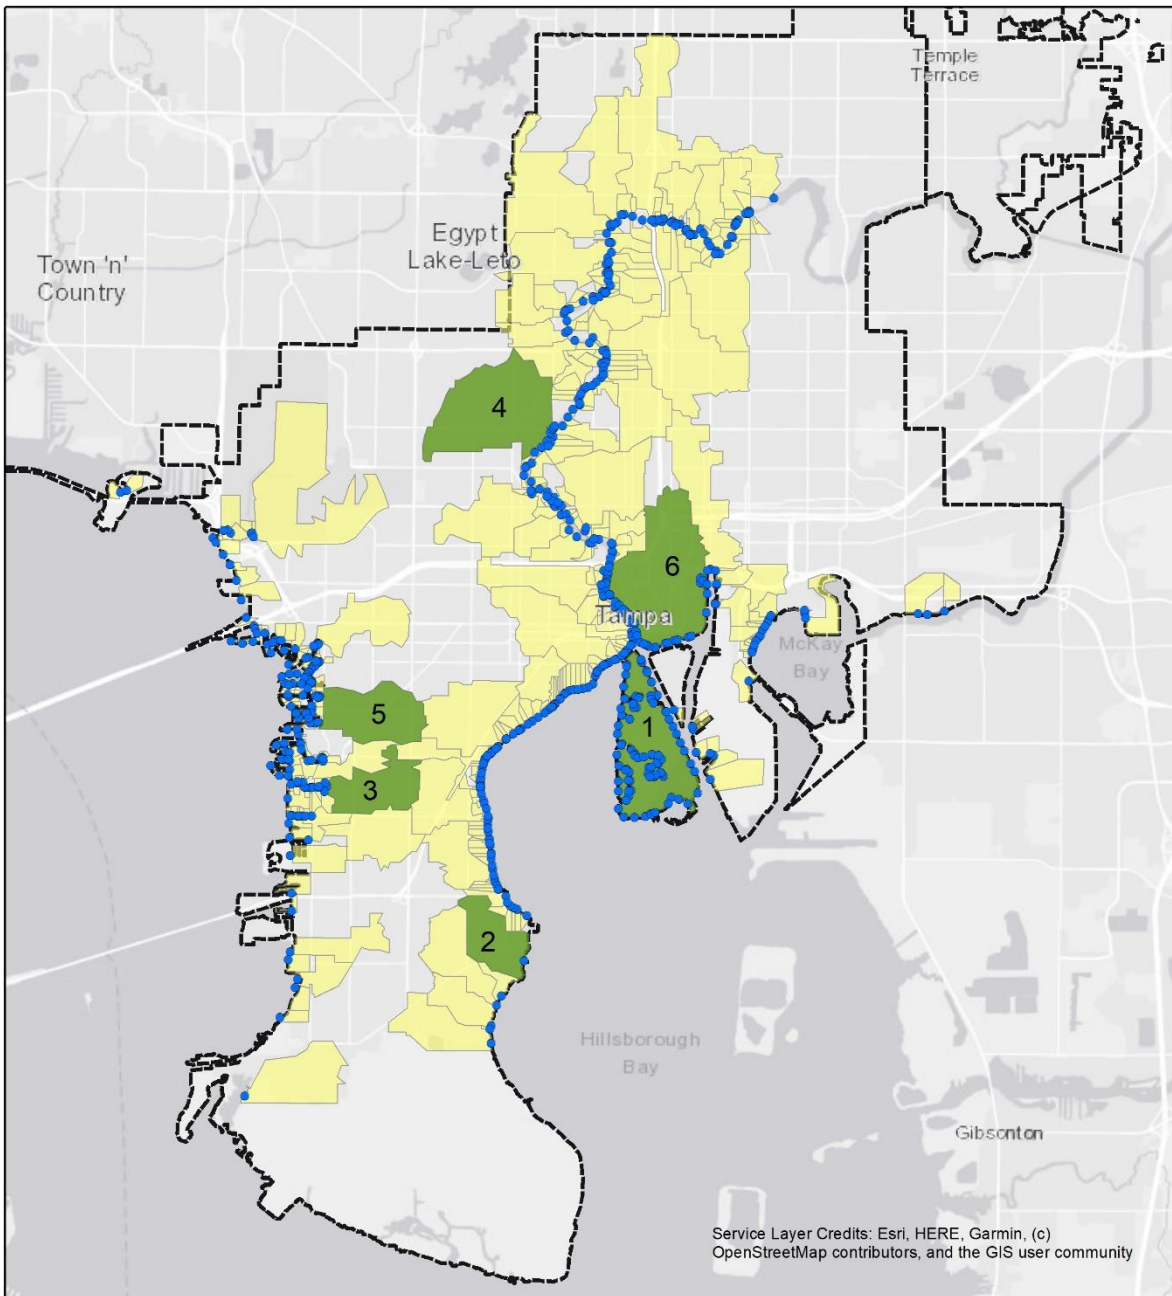 Temple
Terrace
Egypt
Lake-Leto
Town 'n'
Country
4
6
Tampa
McKay
Bay
5
1
3
2
Hillsborough
Bay
Gibsonton
Service Layer Credits: Esri, HERE, Garmin, (c)
OpenStreetMap contributors, and the GIS user community